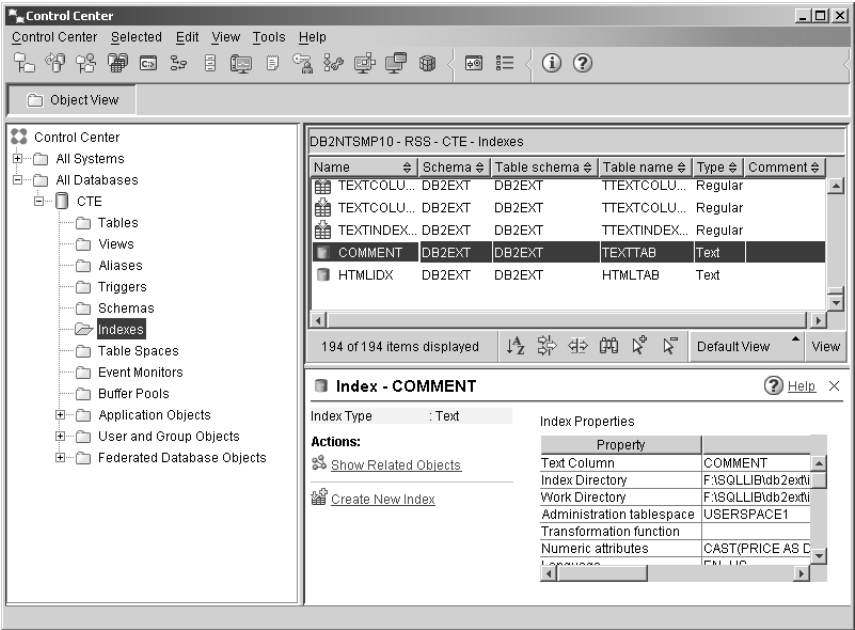 Control Center
Control Center Selected Edit View Tools Help
Object View
Control Center
All Systems
All Databases
CTE
Tables
Views
Aliases
Triggers
Schemas
Indexes
Table Spaces
Event Monitors
Buffer Pools
Application Objects
User and Group Objects
Federated Database Objects
DB2NTSMP10 - RSS - CTE - Indexes
Name Schema Table schema Table name Type Comment
TEXTCOLU... DB2EXT DB2EXT TTEXTCOLU... Regular
TEXTCOLU... DB2EXT DB2EXT TTEXTCOLU... Regular
TEXTINDEX... DB2EXT DB2EXT TTEXTINDEX... Regular
COMMENT DB2EXT DB2EXT TEXTTAB Text
HTMLIDX DB2EXT DB2EXT HTMLTAB Text
194 of 194 items displayed Default View View
Index - COMMENT Help
Index Type : Text
Actions:
Show Related Objects
Create New Index
Index Properties
Property
Text Column COMMENT
Index Directory F:\SQLLIB\db2ext\i
Work Directory F:\SQLLIB\db2ext\i
Administration tablespace USERSPACE1
Transformation function
Numeric attributes CAST(PRICE AS D
Language EN_US